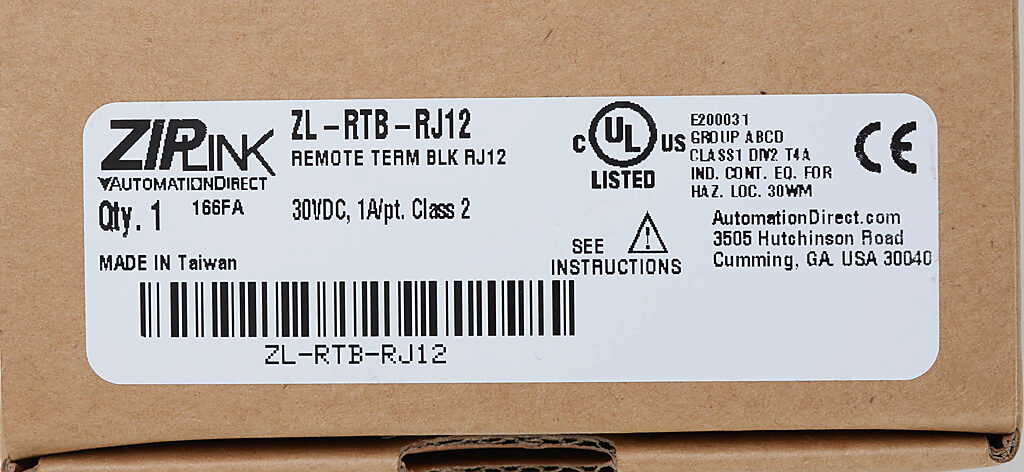 ZIPLINK
AUTOMATIONDIRECT
ZL-RTB-RJ12
REMOTE TERM BLK RJ12
Qty. 1 166FA
30VDC, 1A/pt. Class 2
MADE IN Taiwan
ZL-RTB-RJ12
C UL US
LISTED
E200031
GROUP ABCD
CLASS1 DIV2 T4A
IND. CONT. EQ. FOR
HAZ. LOC. 30WM
CE
SEE !
INSTRUCTIONS
AutomationDirect.com
3505 Hutchinson Road
Cumming, GA. USA 30040